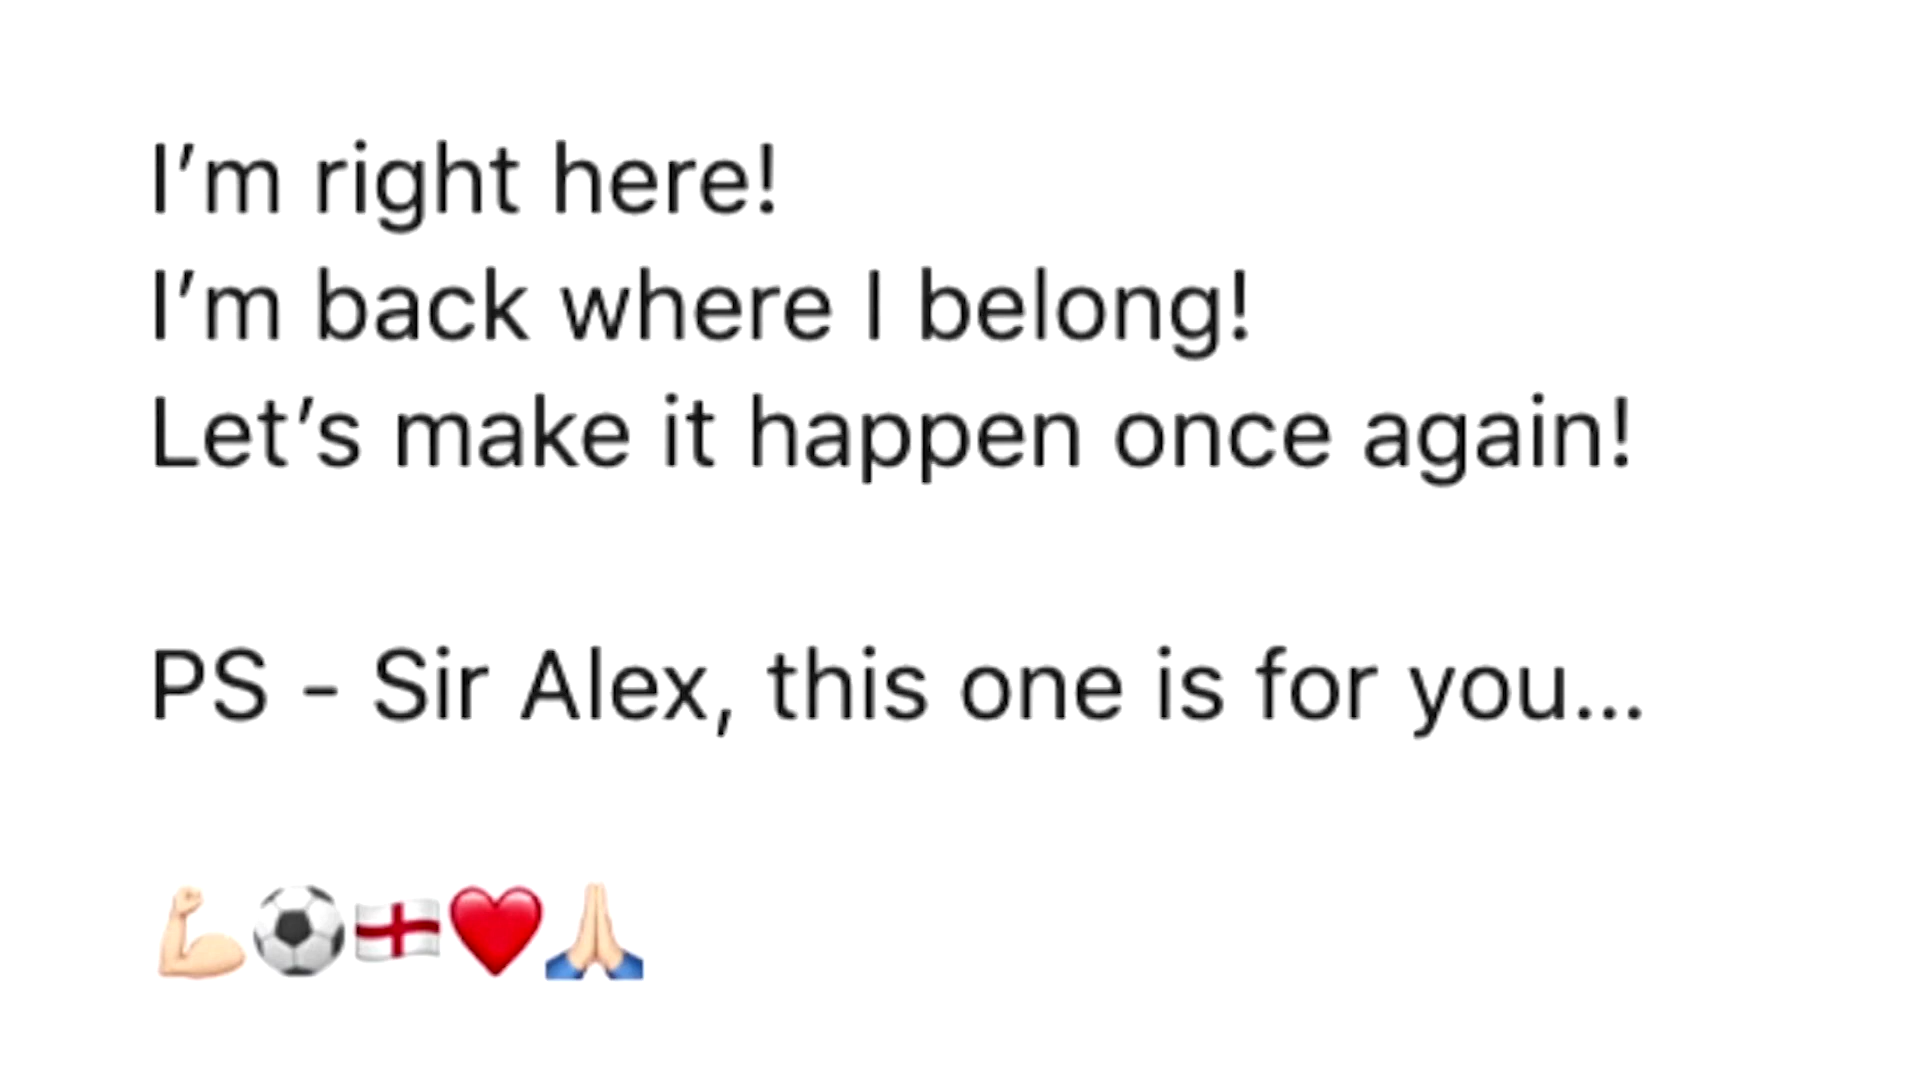 I’m right here!
I’m back where I belong!
Let’s make it happen once again!
PS - Sir Alex, this one is for you...
💪🏻⚽🏴󠁧󠁢󠁥󠁮󠁧󠁿❤️🙏🏻